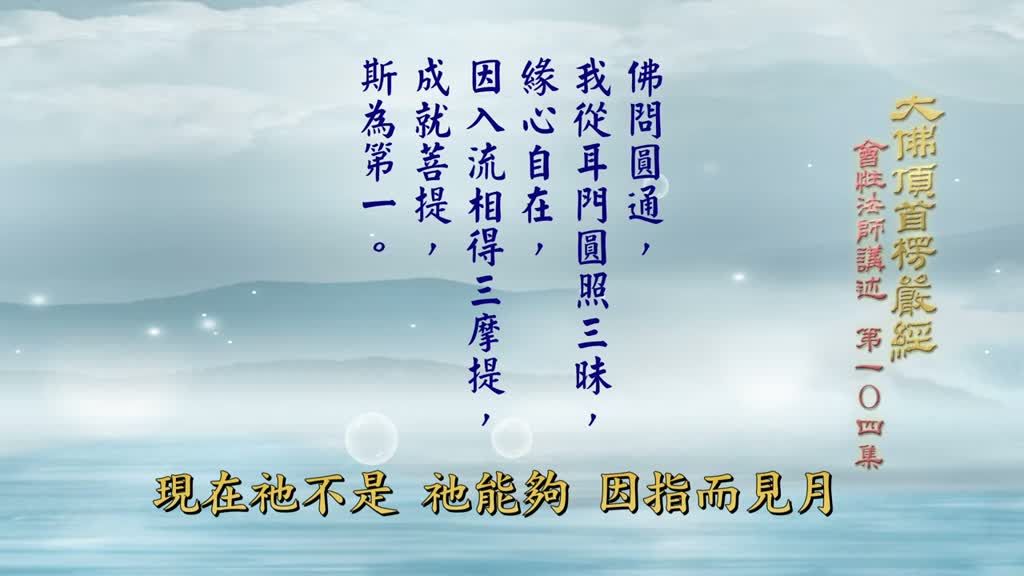 大佛頂首楞嚴經
會性法師講述 第一〇四集
佛問圓通，
我從耳門圓照三昧，
緣心自在，
因入流相得三摩提，
成就菩提，
斯為第一。
現在祂不是 祂能夠 因指而見月